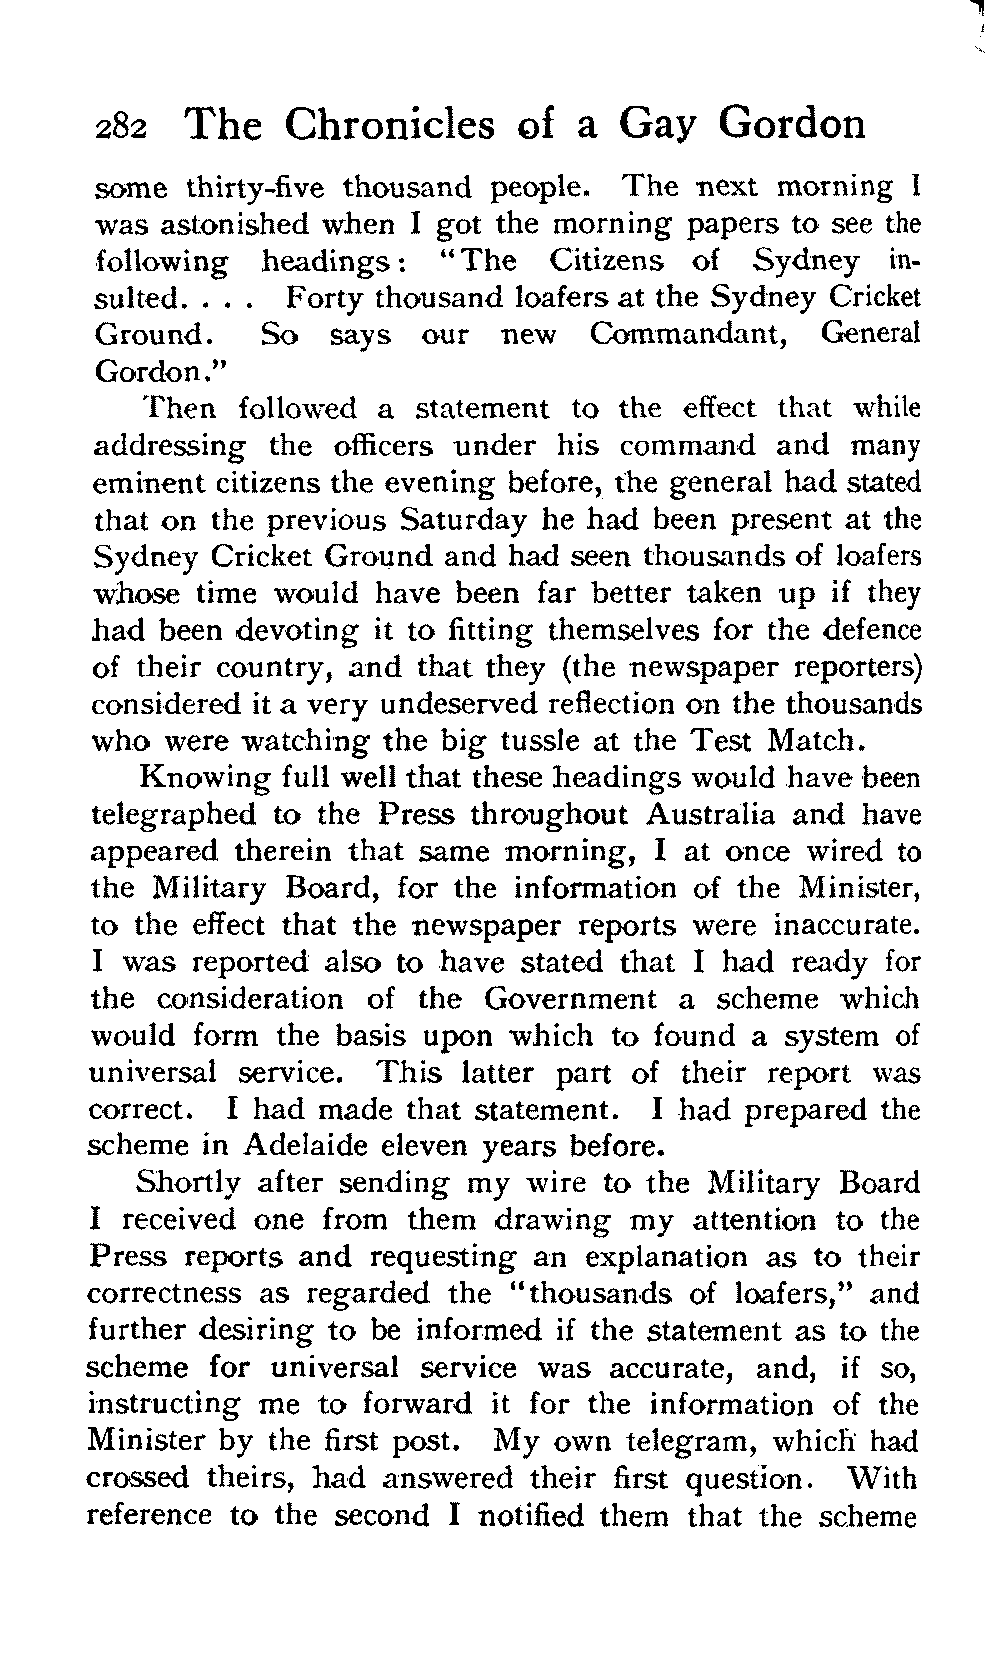 282 The Chronicles of a Gay Gordon
some thirty-five thousand people. The next morning I
was astonished when I got the morning papers to see the
following headings: "The Citizens of Sydney in-
sulted. . . . Forty thousand loafers at the Sydney Cricket
Ground. So says our new Commandant, General
Gordon."
Then followed a statement to the effect that while
addressing the officers under his command and many
eminent citizens the evening before, the general had stated
that on the previous Saturday he had been present at the
Sydney Cricket Ground and had seen thousands of loafers
whose time would have been far better taken up if they
had been devoting it to fitting themselves for the defence
of their country, and that they (the newspaper reporters)
considered it a very undeserved reflection on the thousands
who were watching the big tussle at the Test Match.
Knowing full well that these headings would have been
telegraphed to the Press throughout Australia and have
appeared therein that same morning, I at once wired to
the Military Board, for the information of the Minister,
to the effect that the newspaper reports were inaccurate.
I was reported also to have stated that I had ready for
the consideration of the Government a scheme which
would form the basis upon which to found a system of
universal service. This latter part of their report was
correct. I had made that statement. I had prepared the
scheme in Adelaide eleven years before.
Shortly after sending my wire to the Military Board
I received one from them drawing my attention to the
Press reports and requesting an explanation as to their
correctness as regarded the "thousands of loafers," and
further desiring to be informed if the statement as to the
scheme for universal service was accurate, and, if so,
instructing me to forward it for the information of the
Minister by the first post. My own telegram, which had
crossed theirs, had answered their first question. With
reference to the second I notified them that the scheme